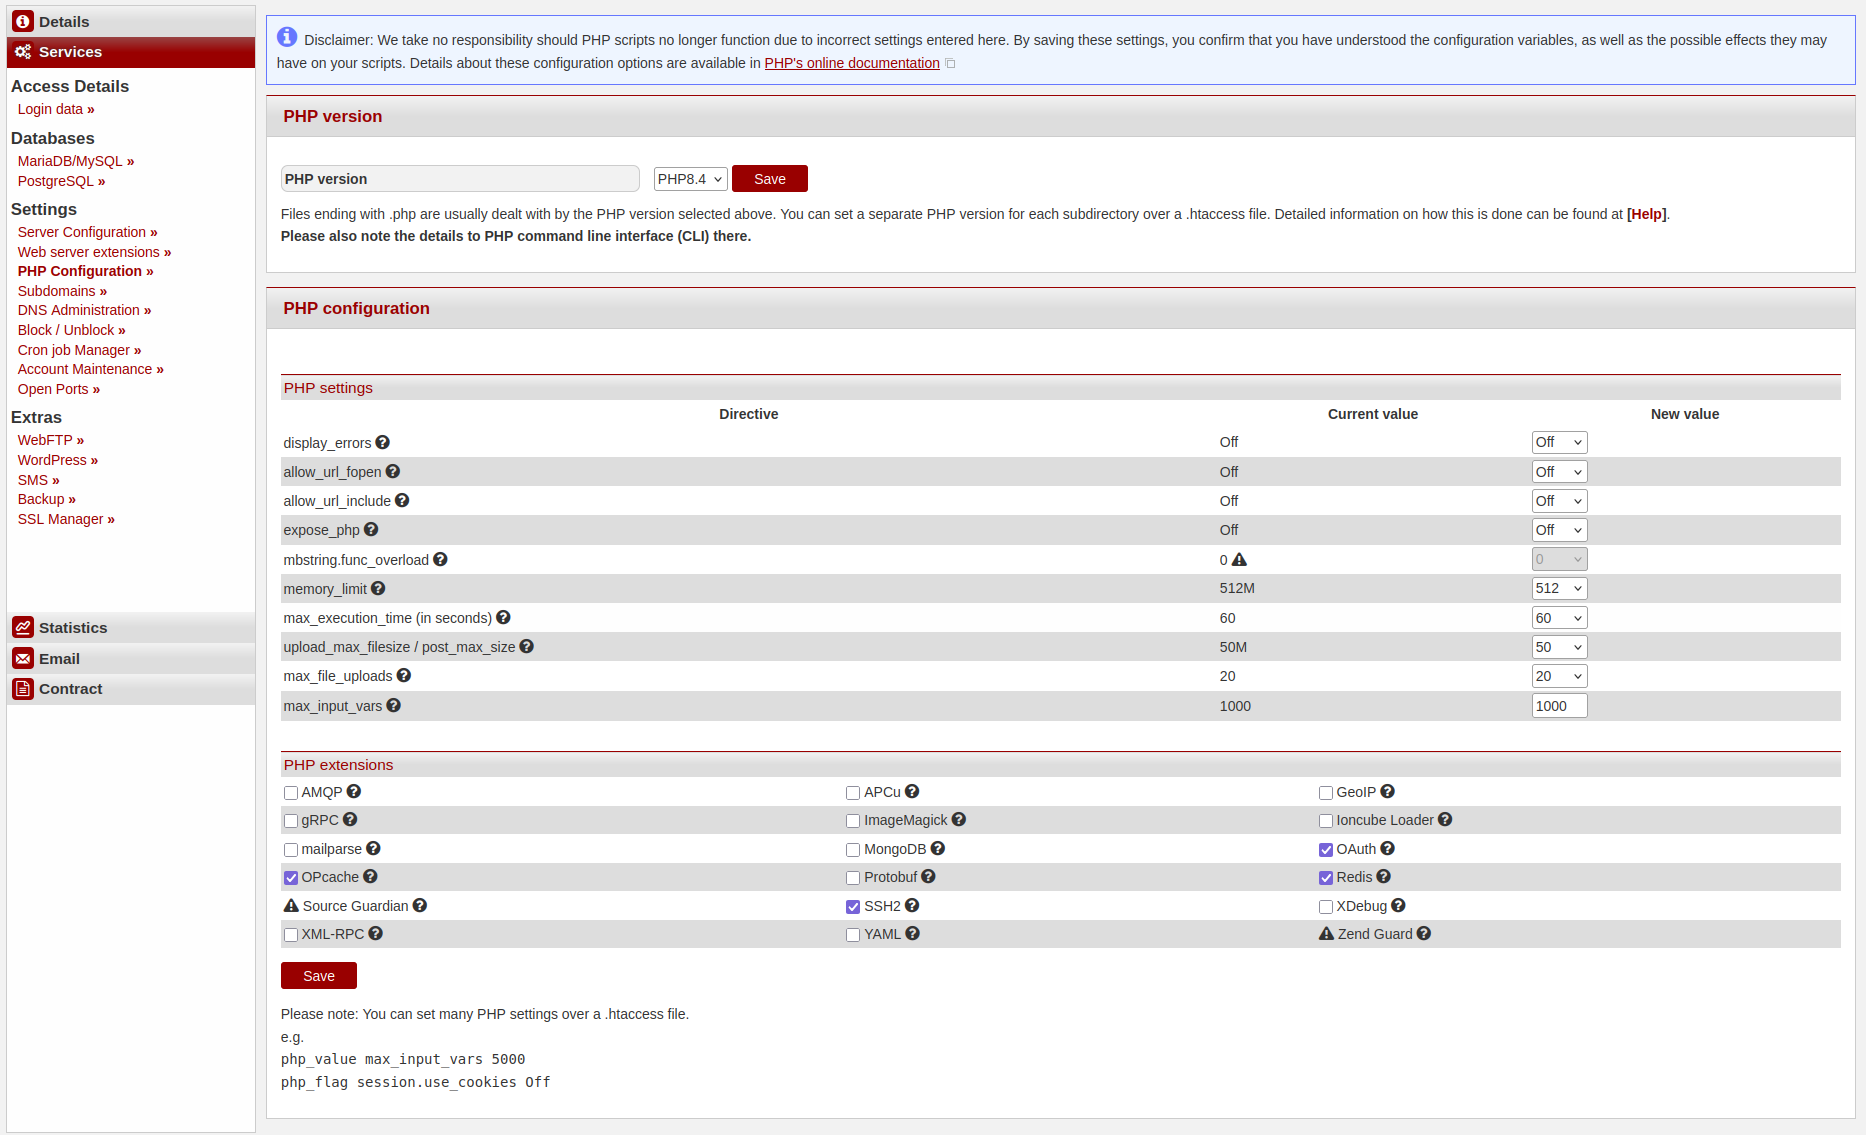 Details
Services
Access Details
Login data »
Databases
MariaDB/MySQL »
PostgreSQL »
Settings
Server Configuration »
Web server extensions »
PHP Configuration »
Subdomains »
DNS Administration »
Block / Unblock »
Cron job Manager »
Account Maintenance »
Open Ports »
Extras
WebFTP »
WordPress »
SMS »
Backup »
SSL Manager »
Statistics
Email
Contract
Disclaimer: We take no responsibility should PHP scripts no longer function due to incorrect settings entered here. By saving these settings, you confirm that you have understood the configuration variables, as well as the possible effects they may
have on your scripts. Details about these configuration options are available in PHP's online documentation
PHP version
PHP version PHP8.4 Save
Files ending with .php are usually dealt with by the PHP version selected above. You can set a separate PHP version for each subdirectory over a .htaccess file. Detailed information on how this is done can be found at [Help].
Please also note the details to PHP command line interface (CLI) there.
PHP configuration
PHP settings
Directive Current value New value
display_errors Off Off
allow_url_fopen Off Off
allow_url_include Off Off
expose_php Off Off
mbstring.func_overload 0 0
memory_limit 512M 512
max_execution_time (in seconds) 60 60
upload_max_filesize / post_max_size 50M 50
max_file_uploads 20 20
max_input_vars 1000 1000
PHP extensions
AMQP APCu GeoIP
gRPC ImageMagick Ioncube Loader
mailparse MongoDB OAuth
OPcache Protobuf Redis
Source Guardian SSH2 XDebug
XML-RPC YAML Zend Guard
Save
Please note: You can set many PHP settings over a .htaccess file.
e.g.
php_value max_input_vars 5000
php_flag session.use_cookies Off